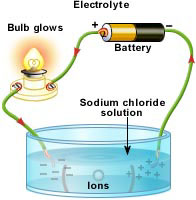 Electrolyte
Bulb glows
+ −
Battery
Sodium chloride
solution
− − − − −
+ + + + + + +
Ions